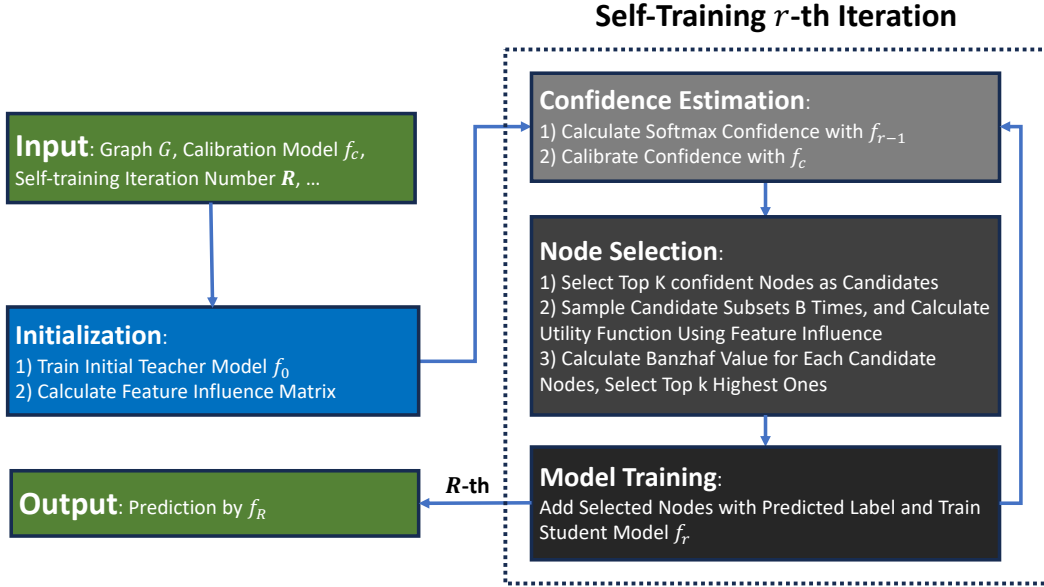 Self-Training r-th Iteration
Input: Graph G, Calibration Model f_c,
Self-training Iteration Number R, ...
Initialization:
1) Train Initial Teacher Model f_0
2) Calculate Feature Influence Matrix
Confidence Estimation:
1) Calculate Softmax Confidence with f_{r-1}
2) Calibrate Confidence with f_c
Node Selection:
1) Select Top K confident Nodes as Candidates
2) Sample Candidate Subsets B Times, and Calculate
Utility Function Using Feature Influence
3) Calculate Banzhaf Value for Each Candidate
Nodes, Select Top k Highest Ones
Model Training:
Add Selected Nodes with Predicted Label and Train
Student Model f_r
R-th
Output: Prediction by f_R